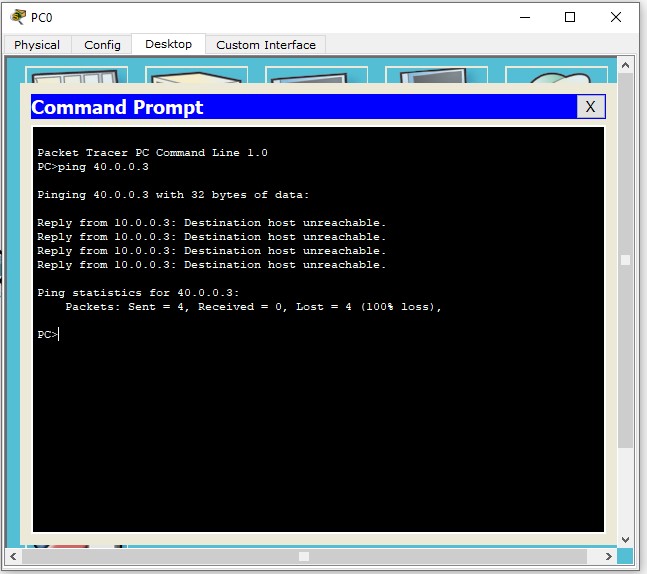 PC0
Physical Config Desktop Custom Interface
Command Prompt X
Packet Tracer PC Command Line 1.0
PC>ping 40.0.0.3
Pinging 40.0.0.3 with 32 bytes of data:
Reply from 10.0.0.3: Destination host unreachable.
Reply from 10.0.0.3: Destination host unreachable.
Reply from 10.0.0.3: Destination host unreachable.
Reply from 10.0.0.3: Destination host unreachable.
Ping statistics for 40.0.0.3:
Packets: Sent = 4, Received = 0, Lost = 4 (100% loss),
PC>